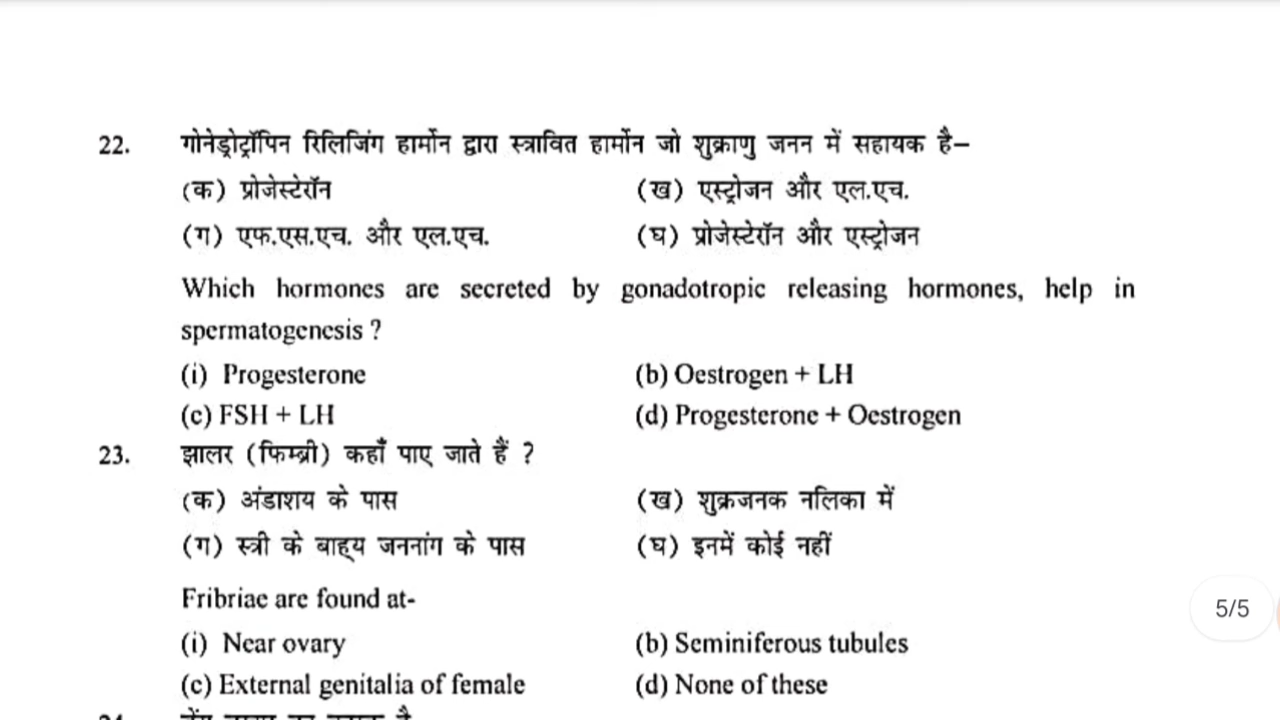 22. गोनेड्रोट्रॉपिन रिलिजिंग हार्मोन द्वारा स्त्रावित हार्मोन जो शुक्राणु जनन में सहायक है–
(क) प्रोजेस्टेरॉन (ख) एस्ट्रोजन और एल.एच.
(ग) एफ.एस.एच. और एल.एच. (घ) प्रोजेस्टेरॉन और एस्ट्रोजन
Which hormones are secreted by gonadotropic releasing hormones, help in
spermatogenesis ?
(i) Progesterone (b) Oestrogen + LH
(c) FSH + LH (d) Progesterone + Oestrogen
23. झालर (फिम्ब्री) कहाँ पाए जाते हैं ?
(क) अंडाशय के पास (ख) शुक्रजनक नलिका में
(ग) स्त्री के बाह्य जननांग के पास (घ) इनमें कोई नहीं
Fribriae are found at-
5/5
(i) Near ovary (b) Seminiferous tubules
(c) External genitalia of female (d) None of these